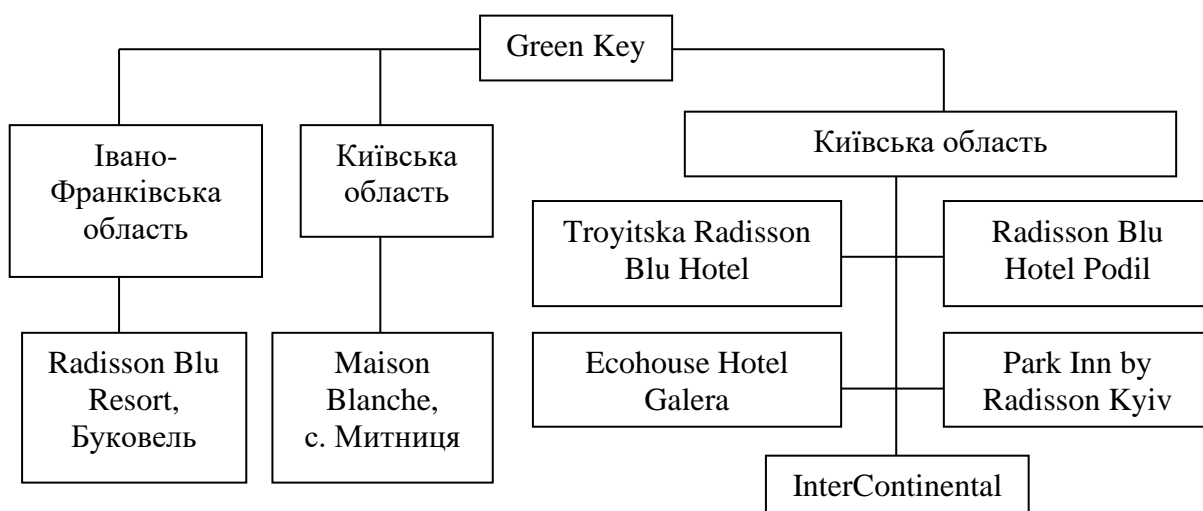 Green Key
Івано-
Франківська
область
Київська
область
Київська область
Troyitska Radisson
Blu Hotel
Radisson Blu
Hotel Podil
Radisson Blu
Resort,
Буковель
Maison
Blanche,
с. Митниця
Ecohouse Hotel
Galera
Park Inn by
Radisson Kyiv
InterContinental